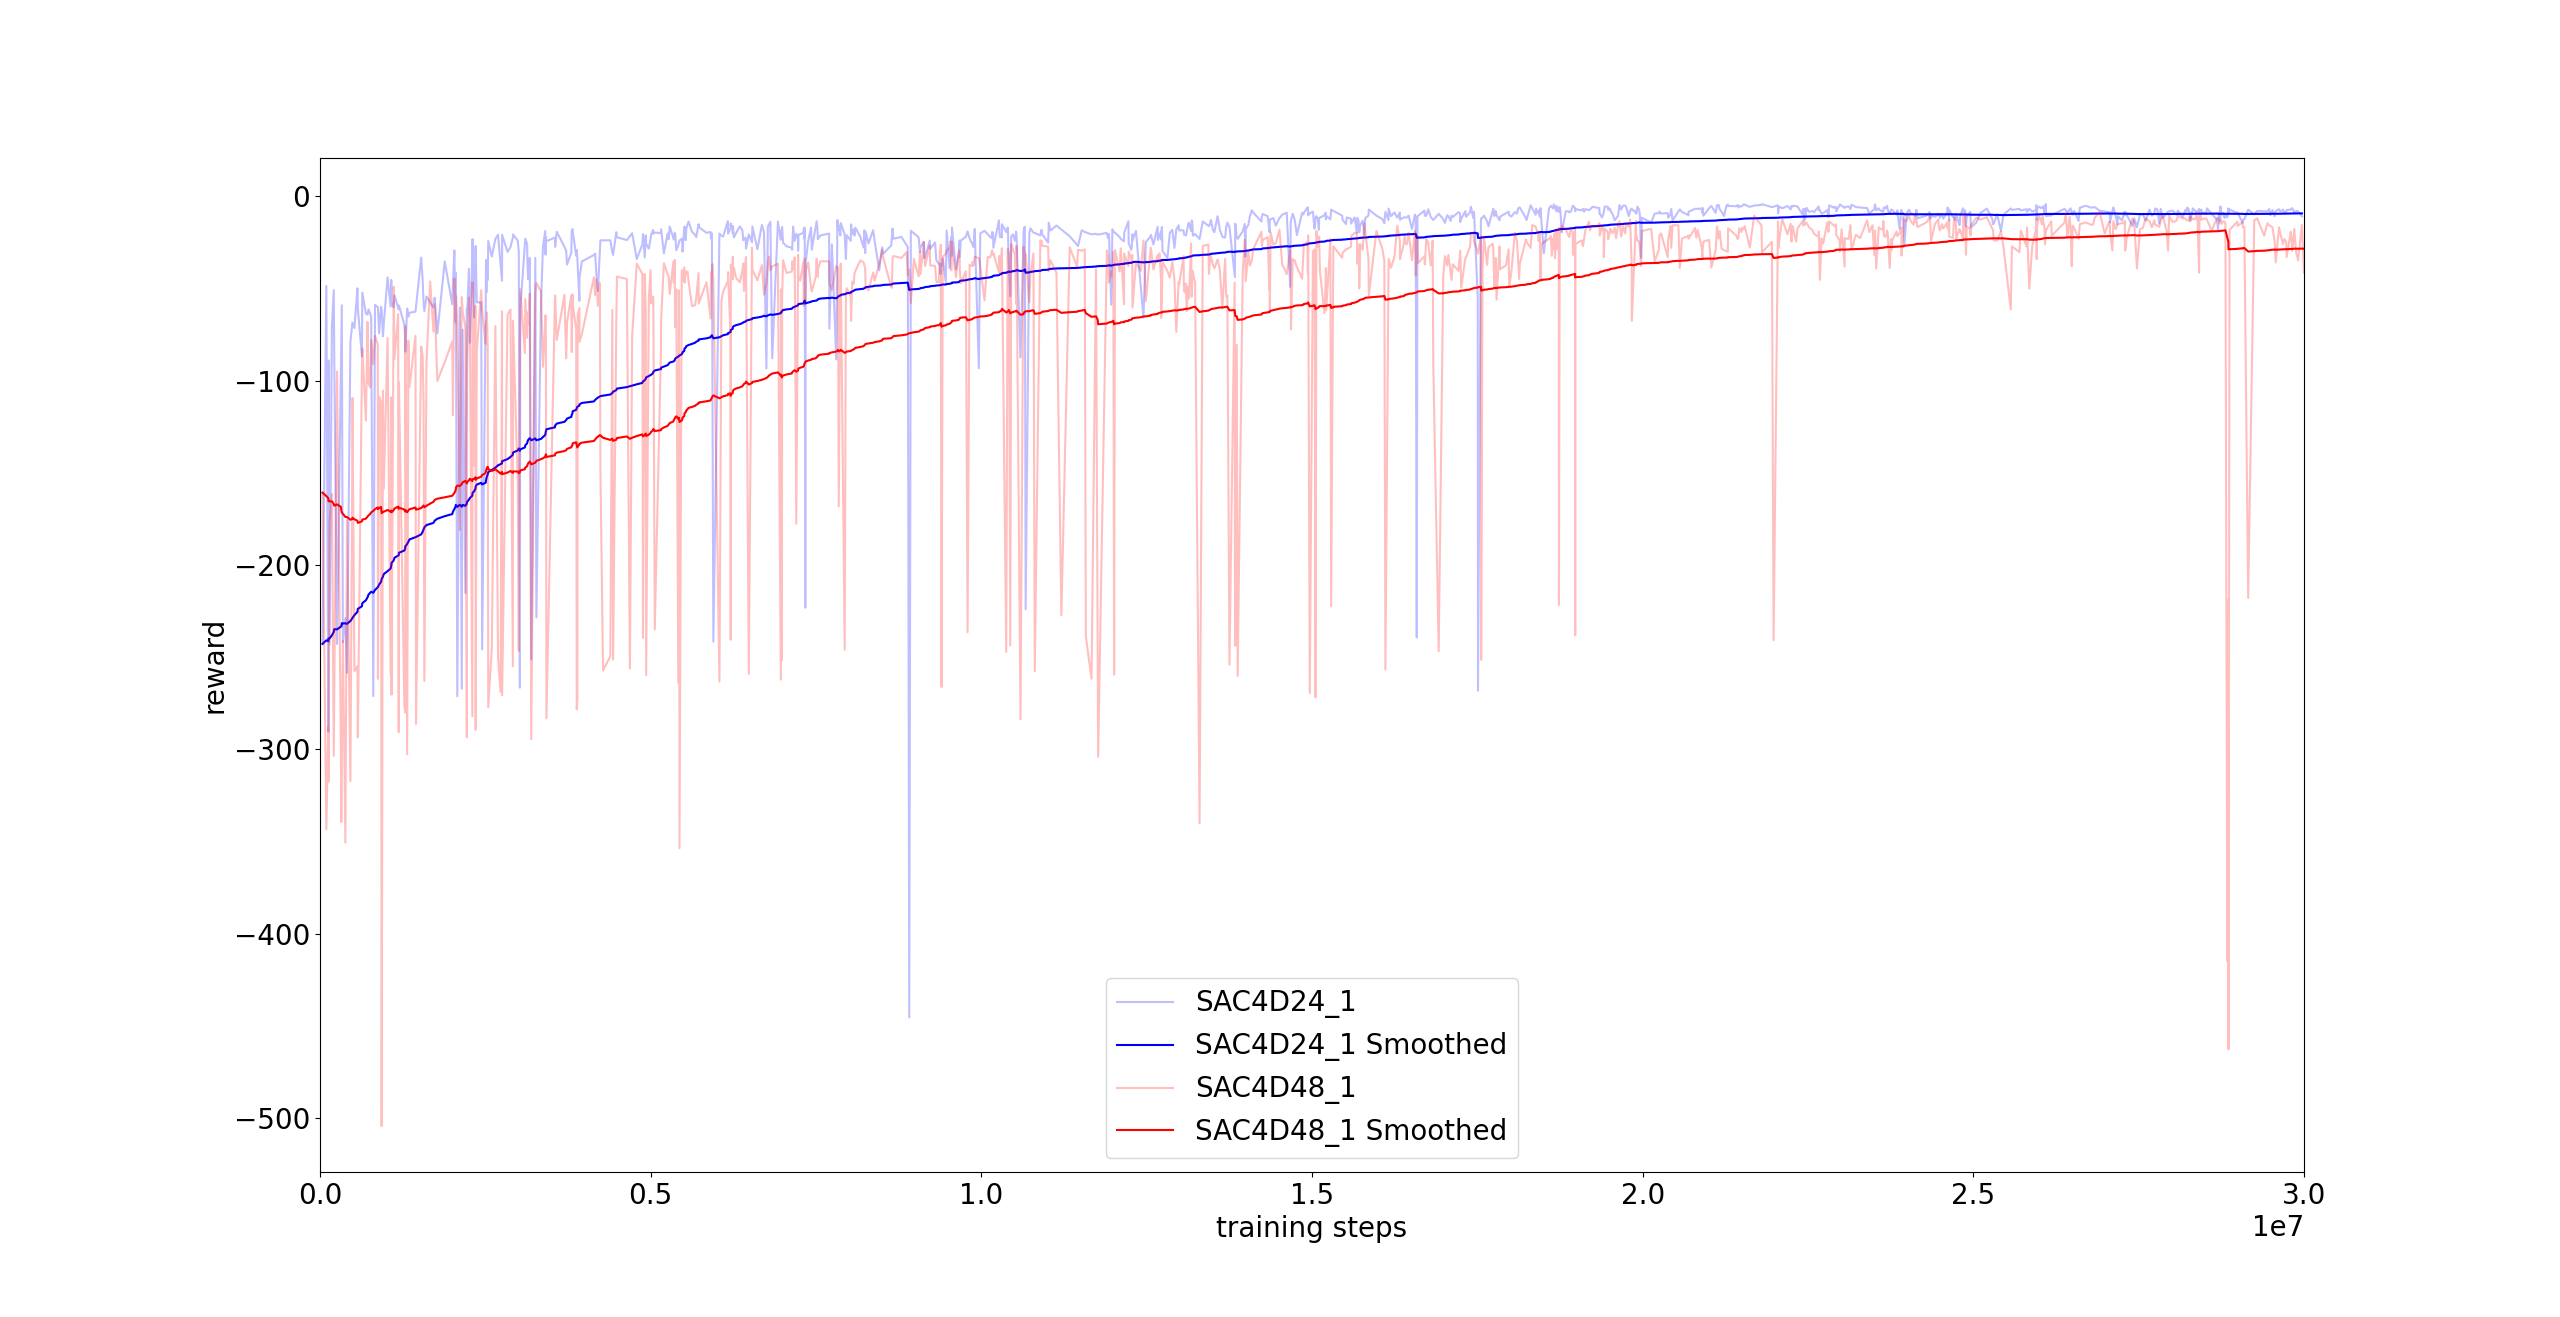 0
−100
−200
−300
−400
−500
reward
SAC4D24_1
SAC4D24_1 Smoothed
SAC4D48_1
SAC4D48_1 Smoothed
0.0 0.5 1.0 1.5 2.0 2.5 3.0
training steps
1e7